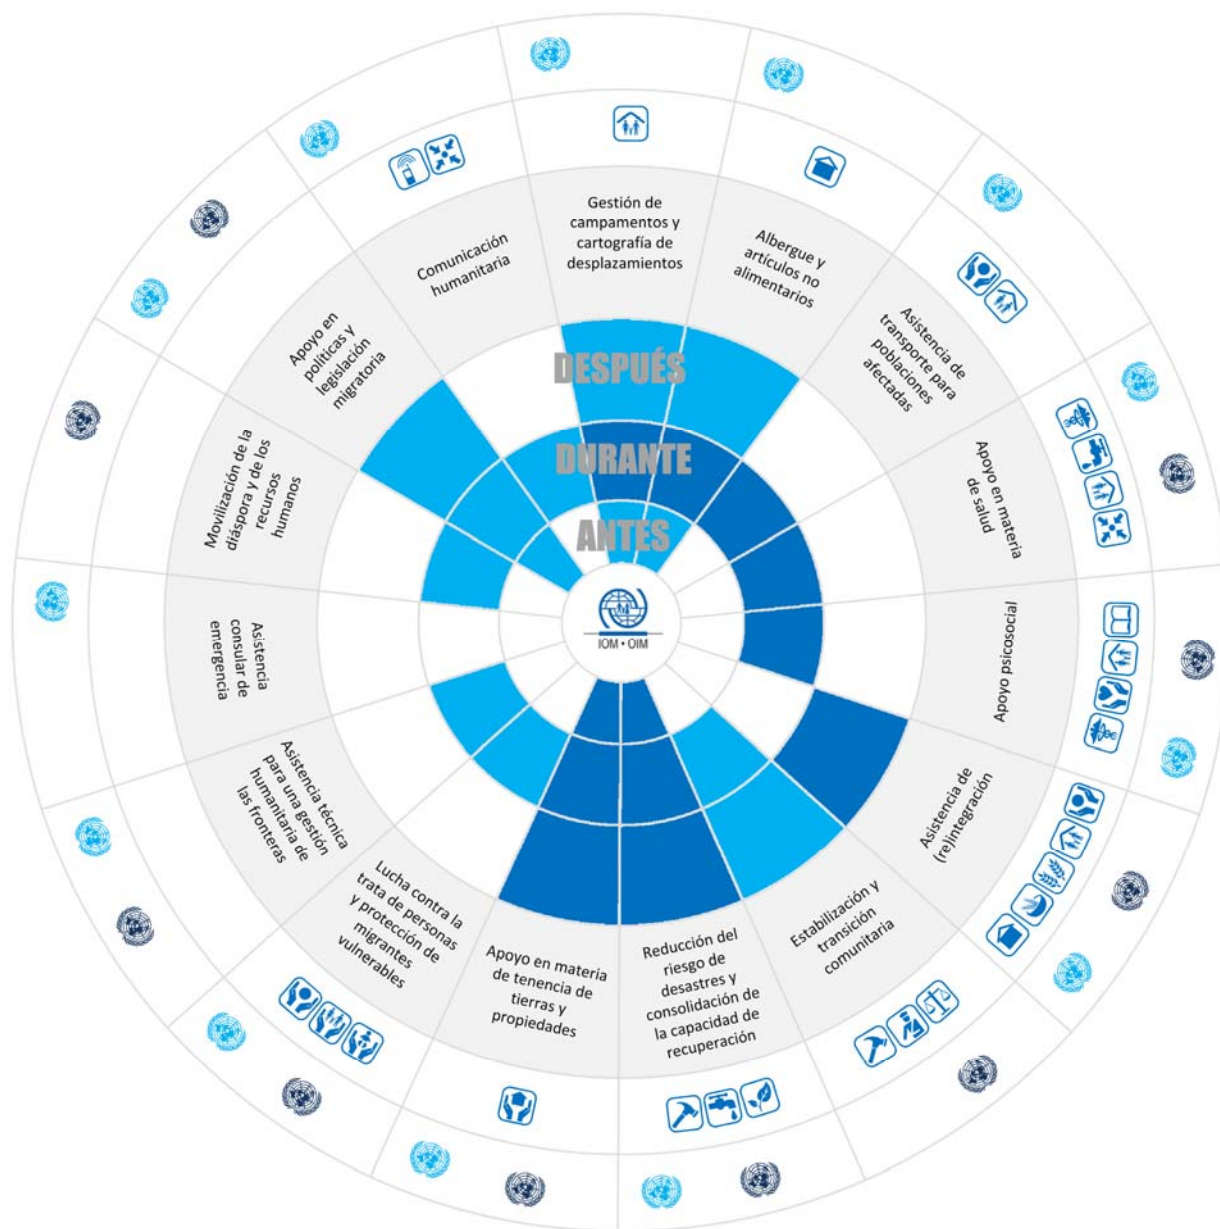 Gestión de
campamentos y
cartografía de
desplazamientos
Albergue y
artículos no
alimentarios
Asistencia de
transporte para
poblaciones
afectadas
Apoyo en materia
de salud
Apoyo psicosocial
Asistencia de
(re)integración
Estabilización y
transición
comunitaria
Reducción del
riesgo de
desastres y
consolidación de
la capacidad de
recuperación
Apoyo en materia
de tenencia de
tierras y
propiedades
Lucha contra la
trata de personas
y protección de
migrantes
vulnerables
Asistencia técnica
para una gestión
humanitaria de
las fronteras
Asistencia
consular de
emergencia
Movilización de la
diáspora y de los
recursos
humanos
Apoyo en
políticas y
legislación
migratoria
Comunicación
humanitaria
DESPUÉS
DURANTE
ANTES
IOM • OIM